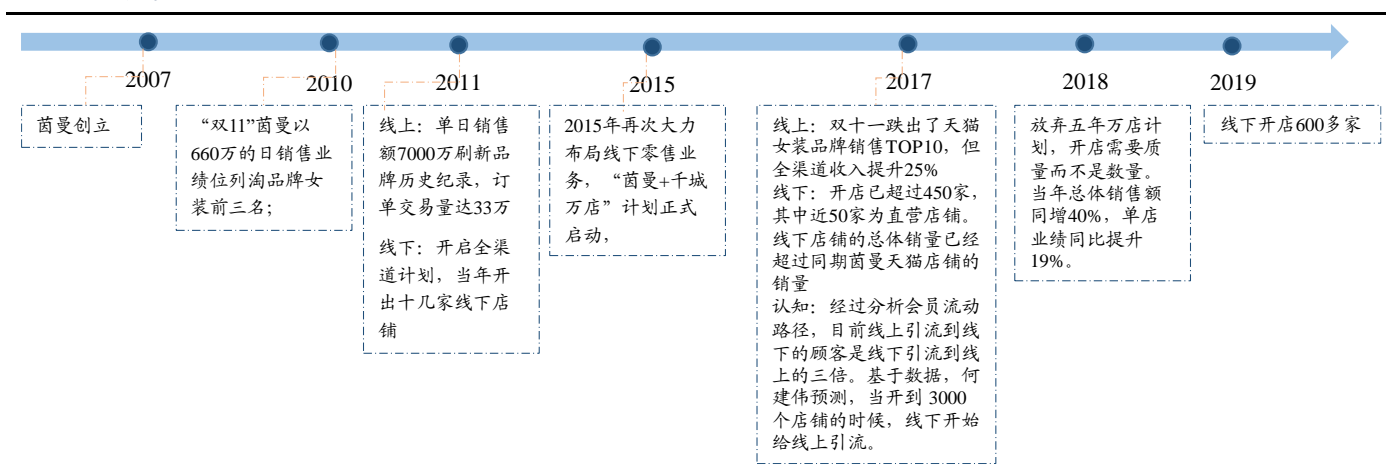 2007
2010
2011
2015
2017
2018
2019
茵曼创立
“双11”茵曼以
660万的日销售业
绩位列淘品牌女
装前三名；
线上：单日销售
额7000万刷新品
牌历史纪录，订
单交易量达33万
线下：开启全渠
道计划，当年开
出十几家线下店
铺
2015年再次大力
布局线下零售业
务，“茵曼+千城
万店”计划正式
启动，
线上：双十一跌出了天猫
女装品牌销售TOP10，但
全渠道收入提升25%
线下：开店已超过450家，
其中近50家为直营店铺。
线下店铺的总体销量已经
超过同期茵曼天猫店铺的
销量
认知：经过分析会员流动
路径，目前线上引流到线
下的顾客是线下引流到线
上的三倍。基于数据，何
建伟预测，当开到 3000
个店铺的时候，线下开始
给线上引流。
放弃五年万店计
划，开店需要质
量而不是数量。
当年总体销售额
同增40%，单店
业绩同比提升
19%。
线下开店600多家